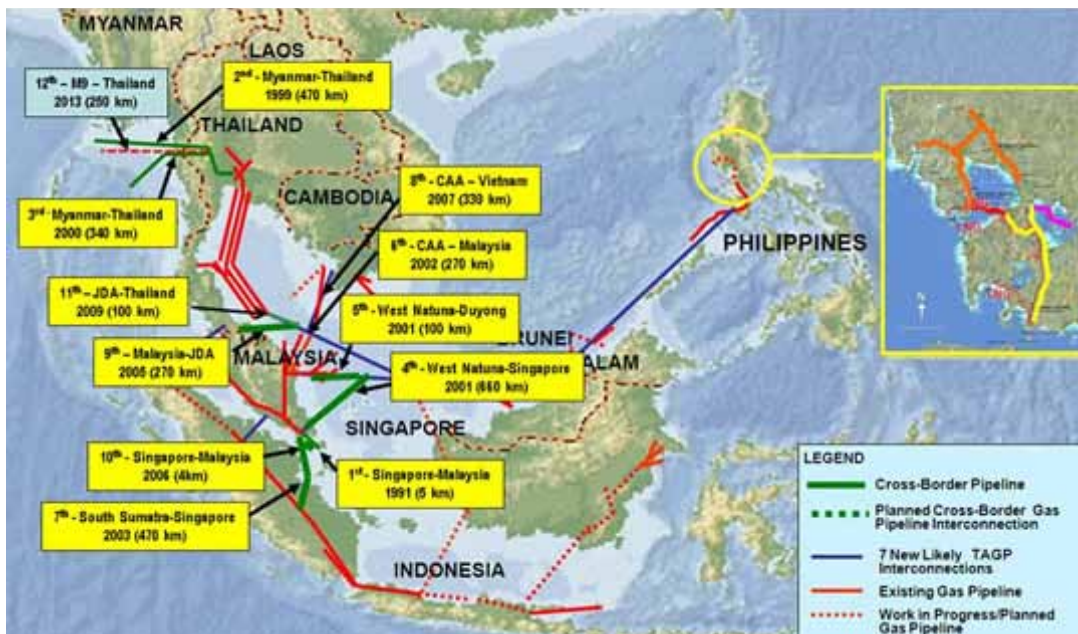 MYANMAR
LAOS
12th – M9 – Thailand
2013 (250 km)
2nd - Myanmar-Thailand
1999 (470 km)
THAILAND
8th - CAA – Vietnam
2007 (330 km)
CAMBODIA
3rd Myanmar-Thailand
2000 (340 km)
6th - CAA – Malaysia
2002 (270 km)
PHILIPPINES
11th – JDA-Thailand
2009 (100 km)
5th - West Natuna-Duyong
2001 (100 km)
BRUNEI
ALAM
9th – Malaysia-JDA
2005 (270 km)
MALAYSIA
4th - West Natuna-Singapore
2001 (660 km)
SINGAPORE
10th - Singapore-Malaysia
2006 (4km)
1st - Singapore-Malaysia
1991 (5 km)
7th - South Sumatra-Singapore
2003 (470 km)
INDONESIA
LEGEND
Cross-Border Pipeline
Planned Cross-Border Gas
Pipeline Interconnection
7 New Likely TAGP
Interconnections
Existing Gas Pipeline
Work in Progress/Planned
Gas Pipeline